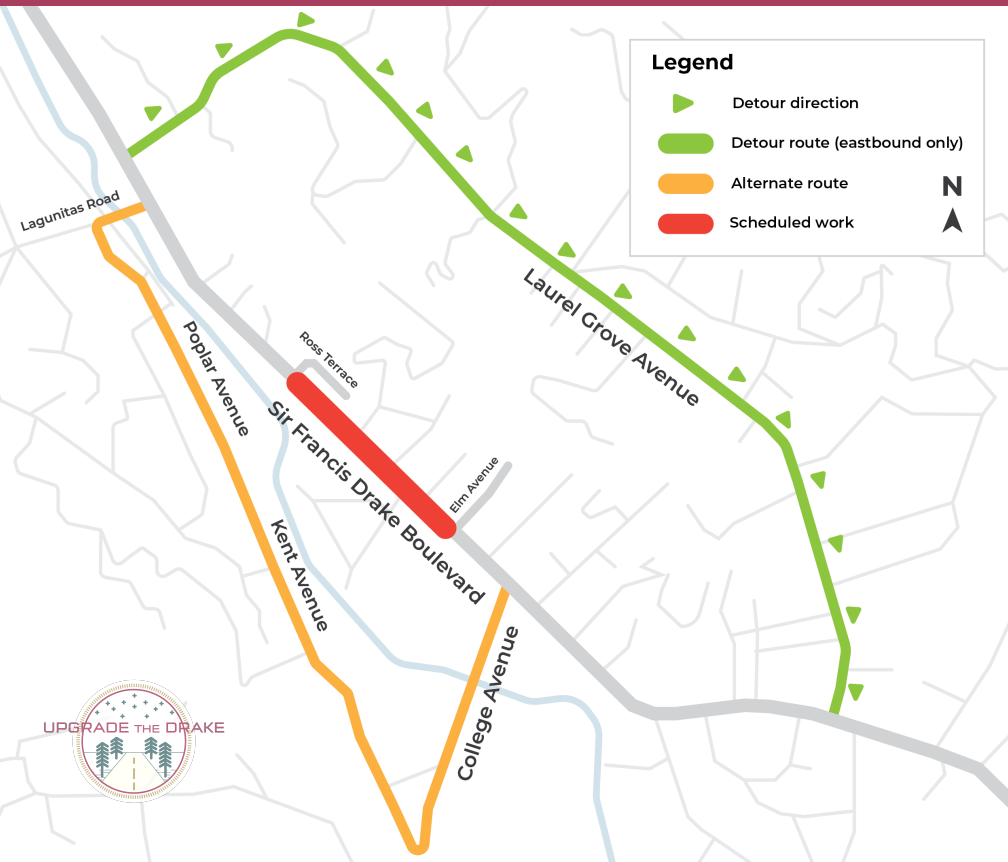 Legend
Detour direction
Detour route (eastbound only)
Alternate route
Scheduled work
N
Lagunitas Road
Poplar Avenue
Ross Terrace
Laurel Grove Avenue
Sir Francis Drake Boulevard
Elm Avenue
Kent Avenue
College Avenue
UPGRADE THE DRAKE